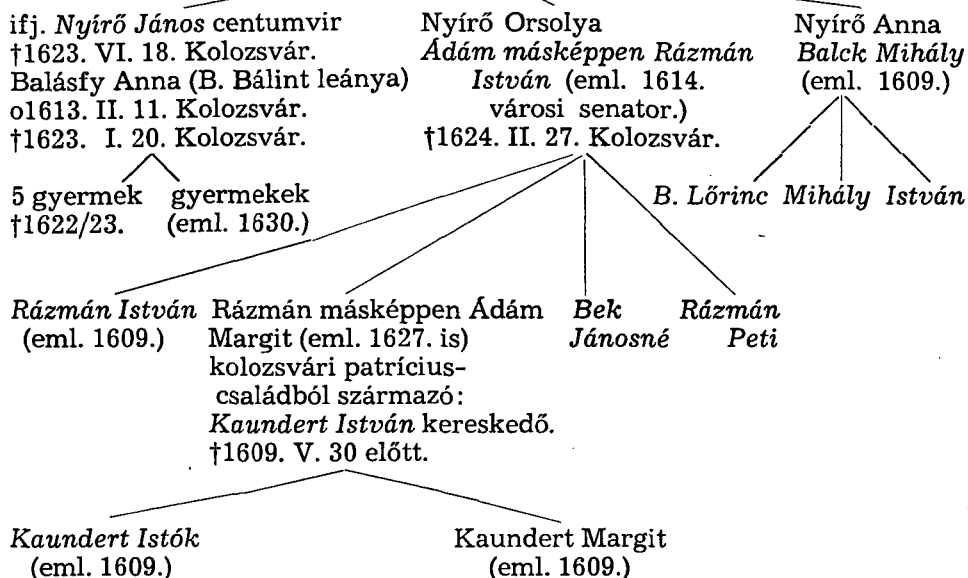 ifj. Nyírő János centumvir
†1623. VI. 18. Kolozsvár.
Balásfy Anna (B. Bálint leánya)
o1613. II. 11. Kolozsvár.
†1623. I. 20. Kolozsvár.
Nyírő Orsolya
Ádám másképpen Rázmán
István (eml. 1614.
városi senator.)
†1624. II. 27. Kolozsvár.
Nyírő Anna
Balck Mihály
(eml. 1609.)
5 gyermek
†1622/23.
gyermekek
(eml. 1630.)
B. Lőrinc Mihály István
Rázmán István
(eml. 1609.)
Rázmán másképpen Ádám
Margit (eml. 1627. is)
kolozsvári patrícius-
családból származó:
Kaundert István kereskedő.
†1609. V. 30 előtt.
Bek
Jánosné
Rázmán
Peti
Kaundert Istók
(eml. 1609.)
Kaundert Margit
(eml. 1609.)